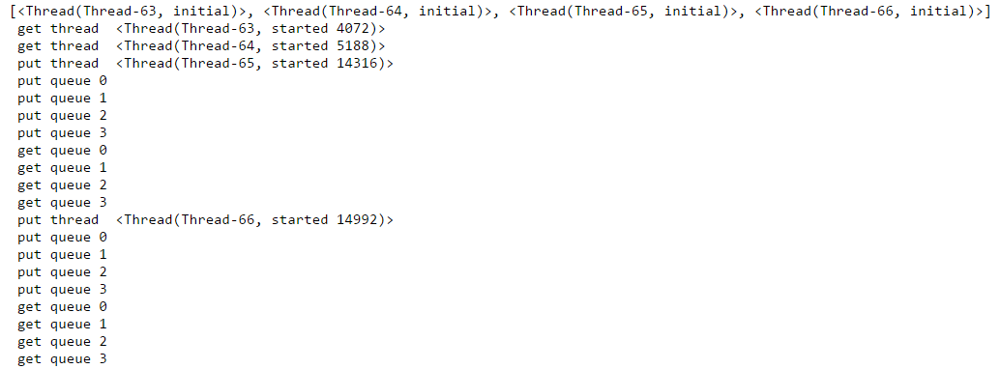 [<Thread(Thread-63, initial)>, <Thread(Thread-64, initial)>, <Thread(Thread-65, initial)>, <Thread(Thread-66, initial)>]
get thread  <Thread(Thread-63, started 4072)>
get thread  <Thread(Thread-64, started 5188)>
put thread  <Thread(Thread-65, started 14316)>
put queue 0
put queue 1
put queue 2
put queue 3
get queue 0
get queue 1
get queue 2
get queue 3
put thread  <Thread(Thread-66, started 14992)>
put queue 0
put queue 1
put queue 2
put queue 3
get queue 0
get queue 1
get queue 2
get queue 3